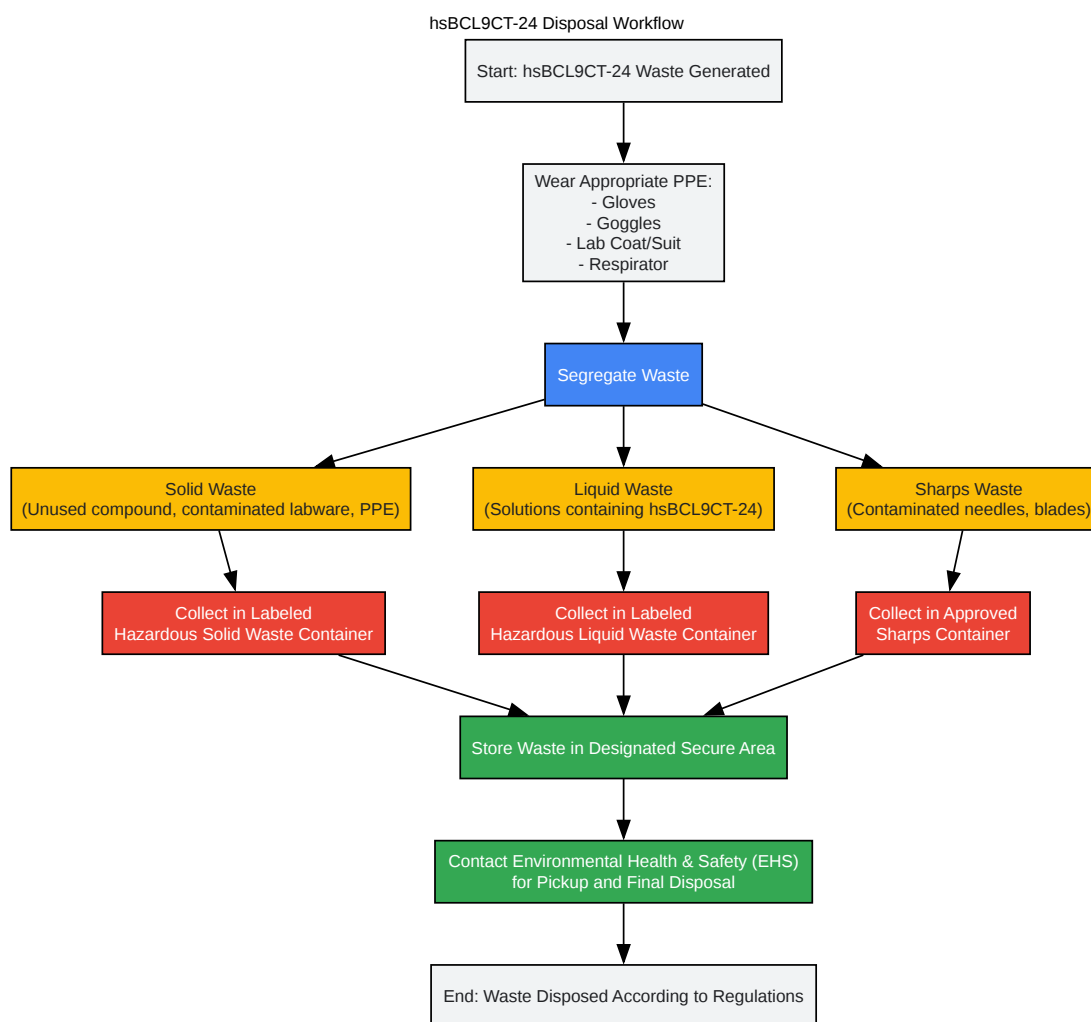 hsBCL9CT-24 Disposal Workflow
Start: hsBCL9CT-24 Waste Generated
Wear Appropriate PPE:
- Gloves
- Goggles
- Lab Coat/Suit
- Respirator
Segregate Waste
Solid Waste
(Unused compound, contaminated labware, PPE)
Liquid Waste
(Solutions containing hsBCL9CT-24)
Sharps Waste
(Contaminated needles, blades)
Collect in Labeled
Hazardous Solid Waste Container
Collect in Labeled
Hazardous Liquid Waste Container
Collect in Approved
Sharps Container
Store Waste in Designated Secure Area
Contact Environmental Health & Safety (EHS)
for Pickup and Final Disposal
End: Waste Disposed According to Regulations